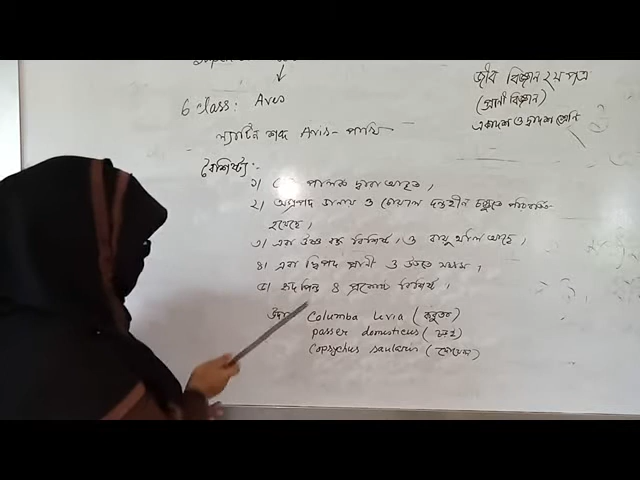 জীব বিজ্ঞান ২য় পত্র
(প্রাণী বিজ্ঞান)
একাদশ ও দ্বাদশ শ্রেণি
6 Class: Aves
ল্যাটিন শব্দ Avis- পাখি
বৈশিষ্ট্য:-
১। পালক দ্বারা আবৃত,
২। অগ্রপদ ডানায় ও চোয়াল দন্তহীন চঞ্চুতে পরিবর্তিত
হয়েছে,
৩। এরা উষ্ণ রক্ত বিশিষ্ট, ও বায়ু থলি আছে,
৪। এরা দ্বিপদ প্রাণী ও উড়তে সক্ষম,
৫। হৃদপিন্ড ৪ প্রকোষ্ঠ বিশিষ্ট,
Columba livia (কবুতর)
passer domesticus (চড়ুই)
Copsychus saularis (দোয়েল)